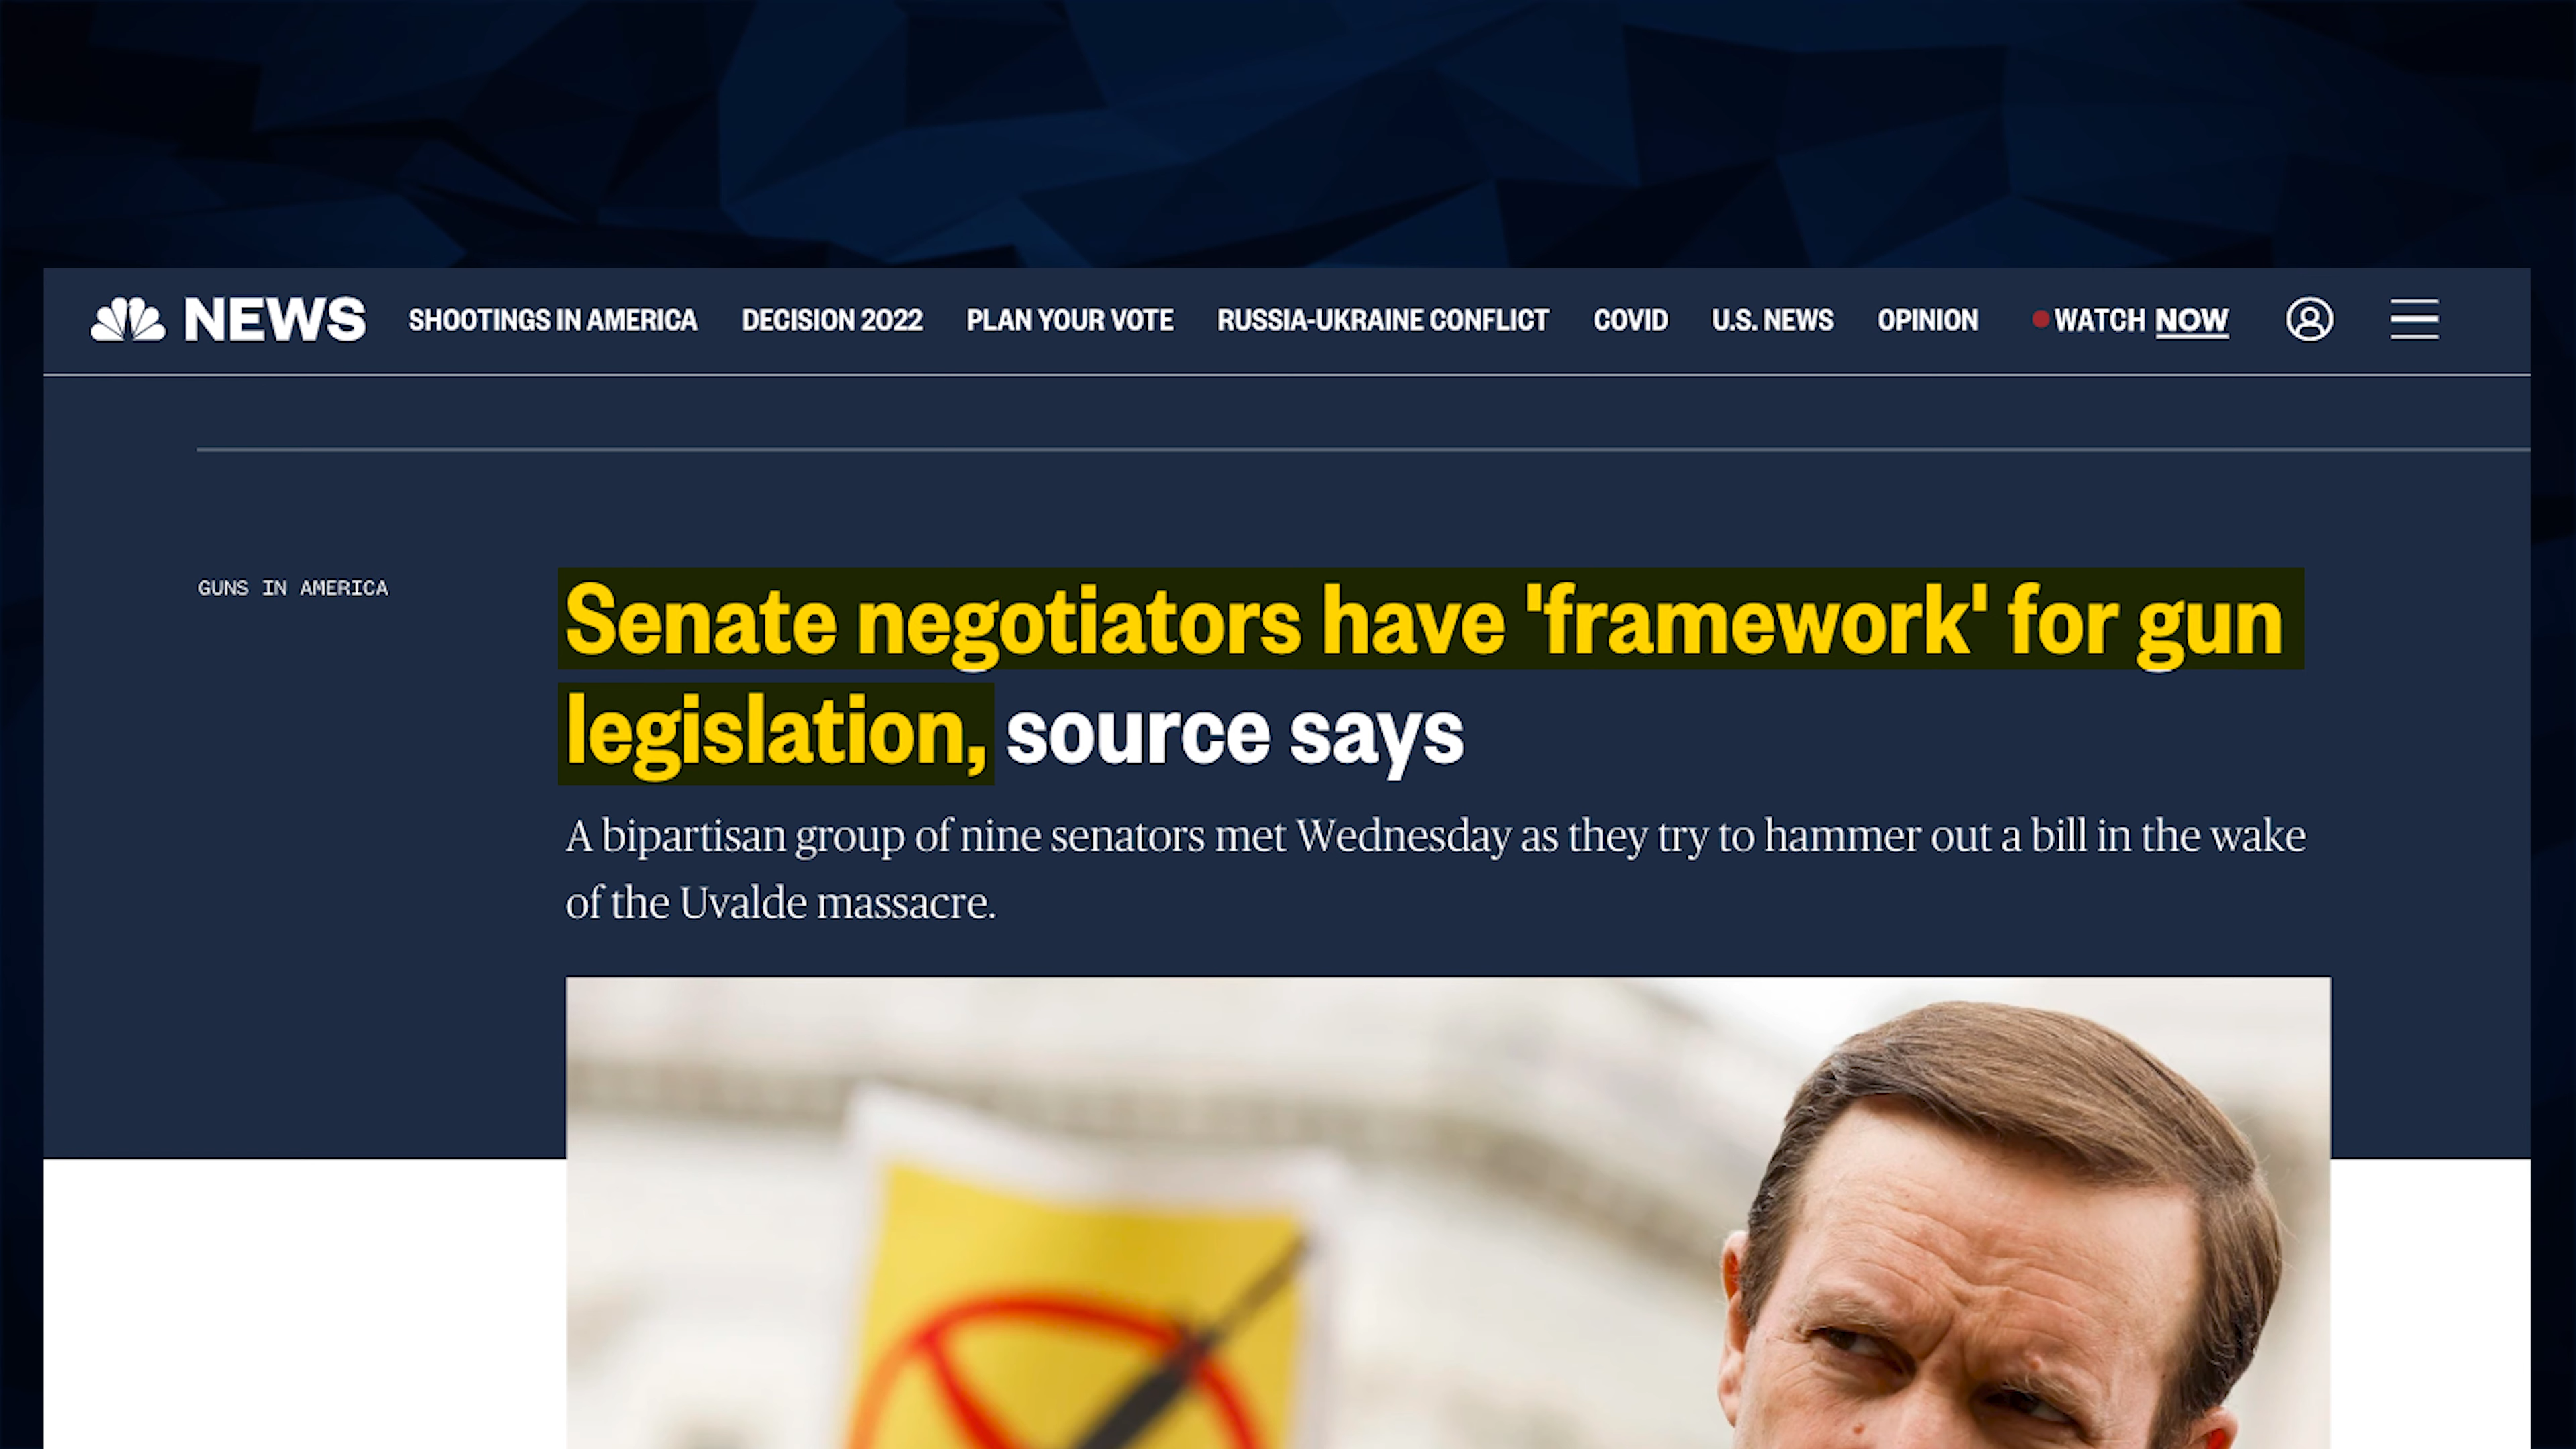 NEWS SHOOTINGS IN AMERICA DECISION 2022 PLAN YOUR VOTE RUSSIA-UKRAINE CONFLICT COVID U.S. NEWS OPINION WATCH NOW
GUNS IN AMERICA
Senate negotiators have 'framework' for gun
legislation, source says
A bipartisan group of nine senators met Wednesday as they try to hammer out a bill in the wake
of the Uvalde massacre.